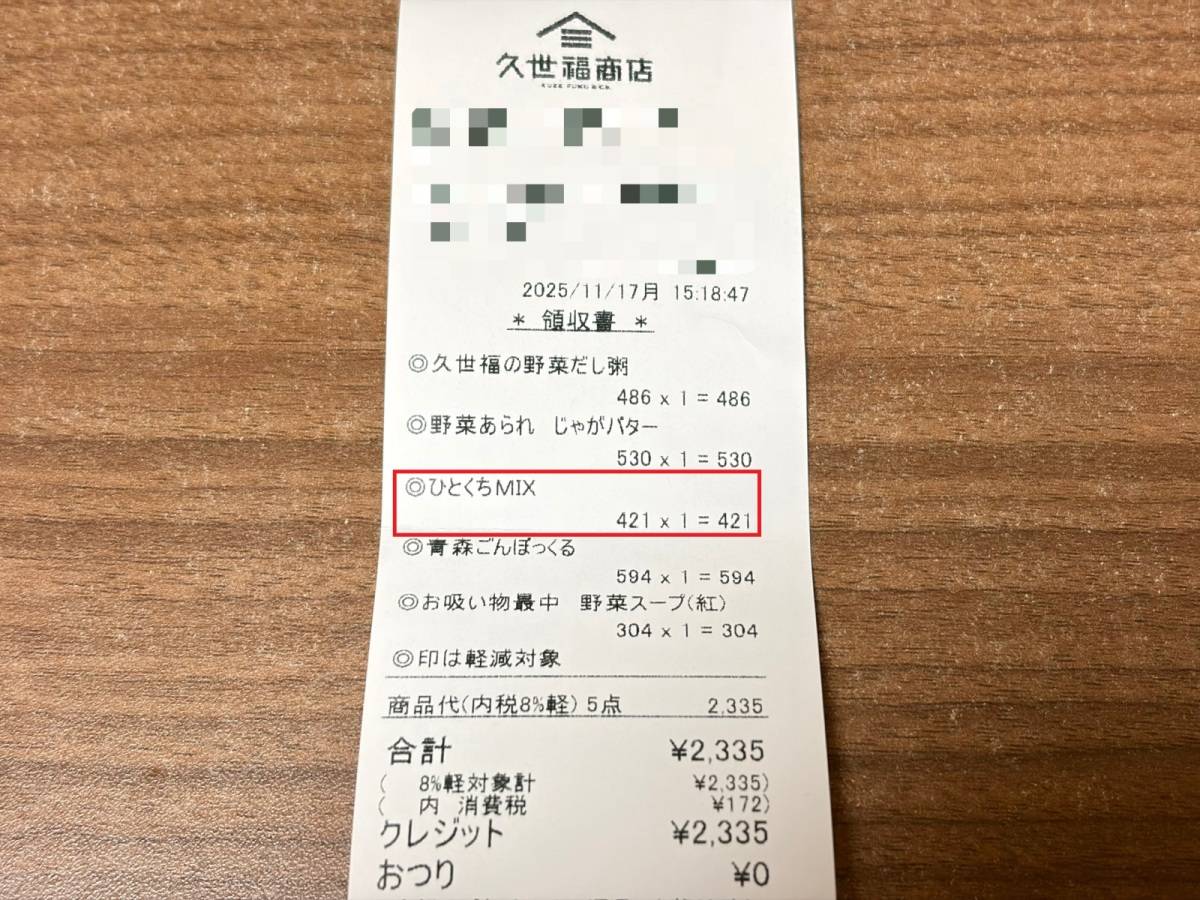 久世福商店
KUZE FUKU & CO.
2025/11/17月 15:18:47
* 領収書 *
◎久世福の野菜だし粥
486 x 1 = 486
◎野菜あられ じゃがバター
530 x 1 = 530
◎ひとくちMIX
421 x 1 = 421
◎青森ごんぼっくる
594 x 1 = 594
◎お吸い物最中 野菜スープ(紅)
304 x 1 = 304
◎印は軽減対象
商品代(内税8%軽) 5点 2,335
合計 ¥2,335
( 8%軽対象計 ¥2,335)
( 内 消費税 ¥172)
クレジット ¥2,335
おつり ¥0